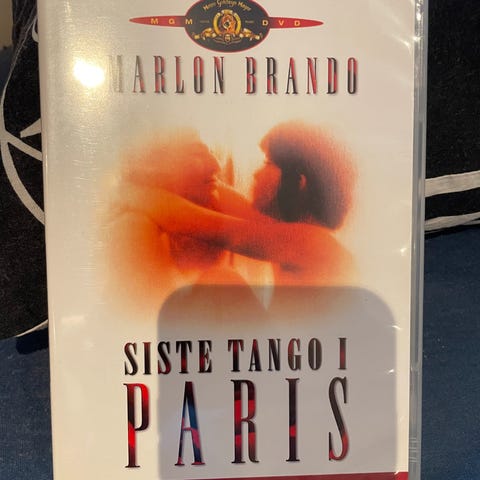 MGM DVD
MARLON BRANDO
SISTE TANGO I
PARIS